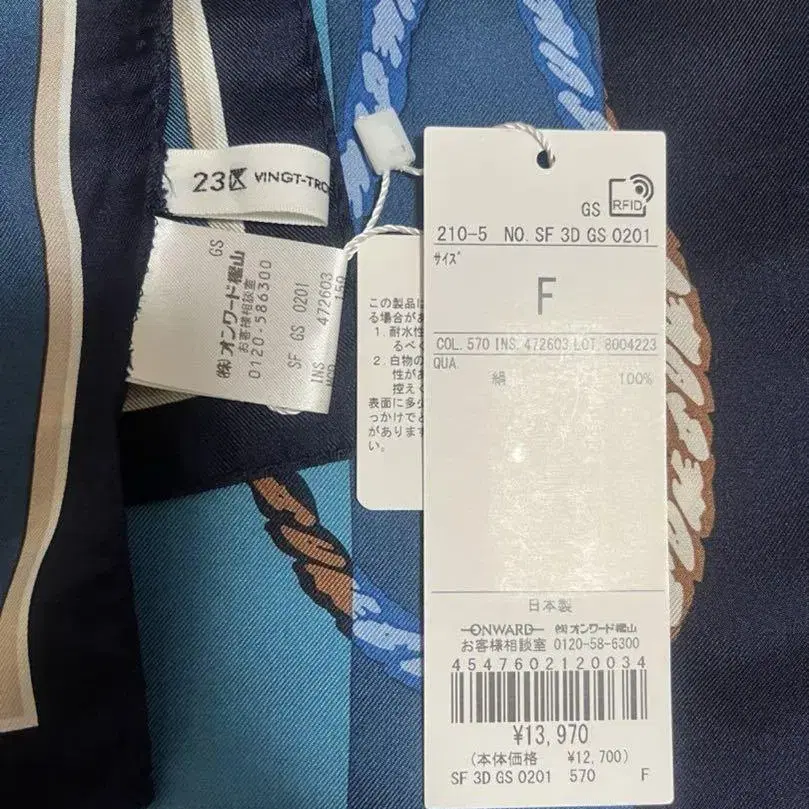 23区 VINGT-TRO
GS
㈱オンワード樫山
お客様相談室
0120-586300
SF GS 0201
INS 472603
この製品は
る場合があ
1. 耐水性
るべく
2. 白物の
性があ
控えく
表面に多少
っかけでと
があります
い。
GS RFID
210-5 NO. SF 3D GS 0201
サイズ
F
COL. 570 INS. 472603 LOT. 8004223
QUA.
絹 100%
日本製
ONWARD ㈱オンワード樫山
お客様相談室 0120-58-6300
4547602120034
¥13,970
(本体価格 ¥12,700)
SF 3D GS 0201 570 F